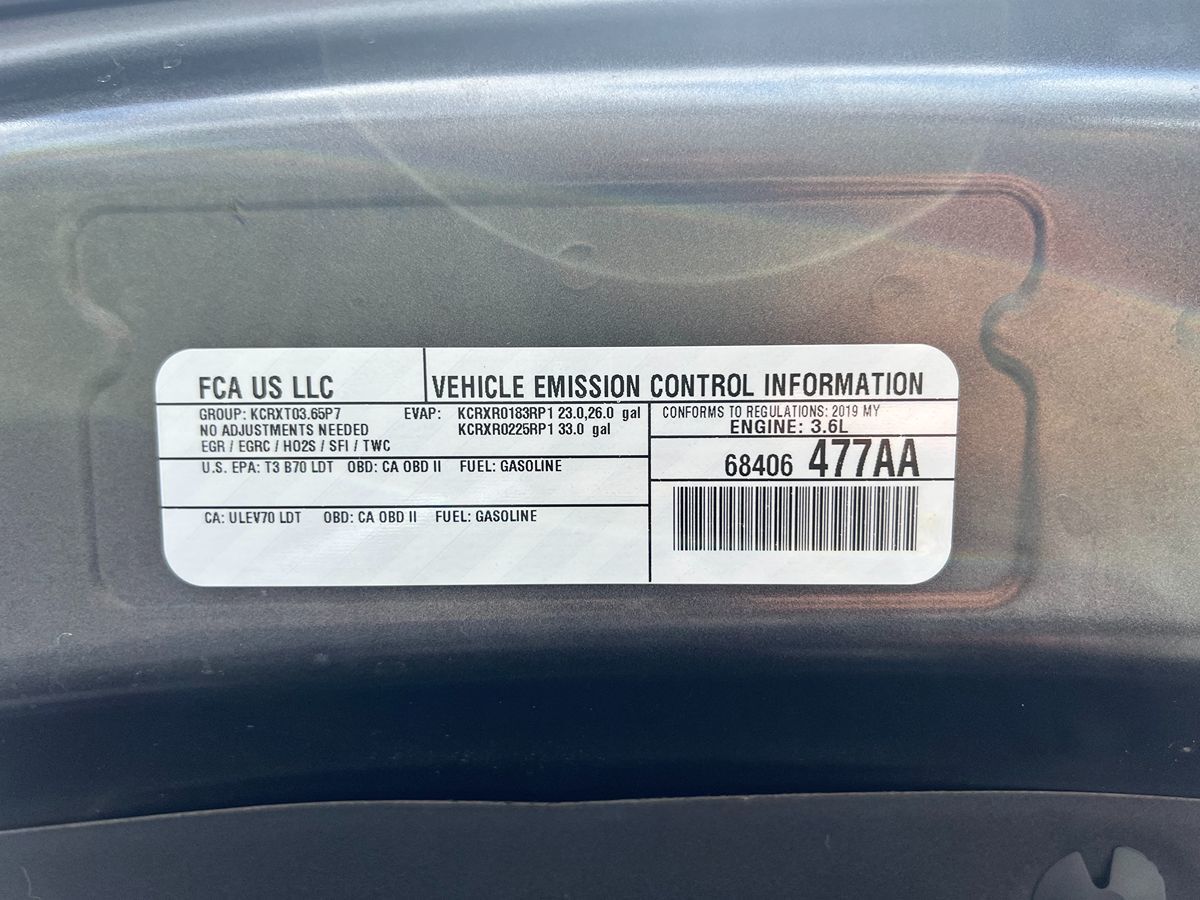 FCA US LLC
VEHICLE EMISSION CONTROL INFORMATION
GROUP: KCRXT03.65P7
NO ADJUSTMENTS NEEDED
EGR / EGRC / HO2S / SFI / TWC
EVAP: KCRXR0183RP1 23.0,26.0 gal
KCRXR0225RP1 33.0 gal
CONFORMS TO REGULATIONS: 2019 MY
ENGINE: 3.6L
68406 477AA
U.S. EPA: T3 B70 LDT OBD: CA OBD II FUEL: GASOLINE
CA: ULEV70 LDT OBD: CA OBD II FUEL: GASOLINE